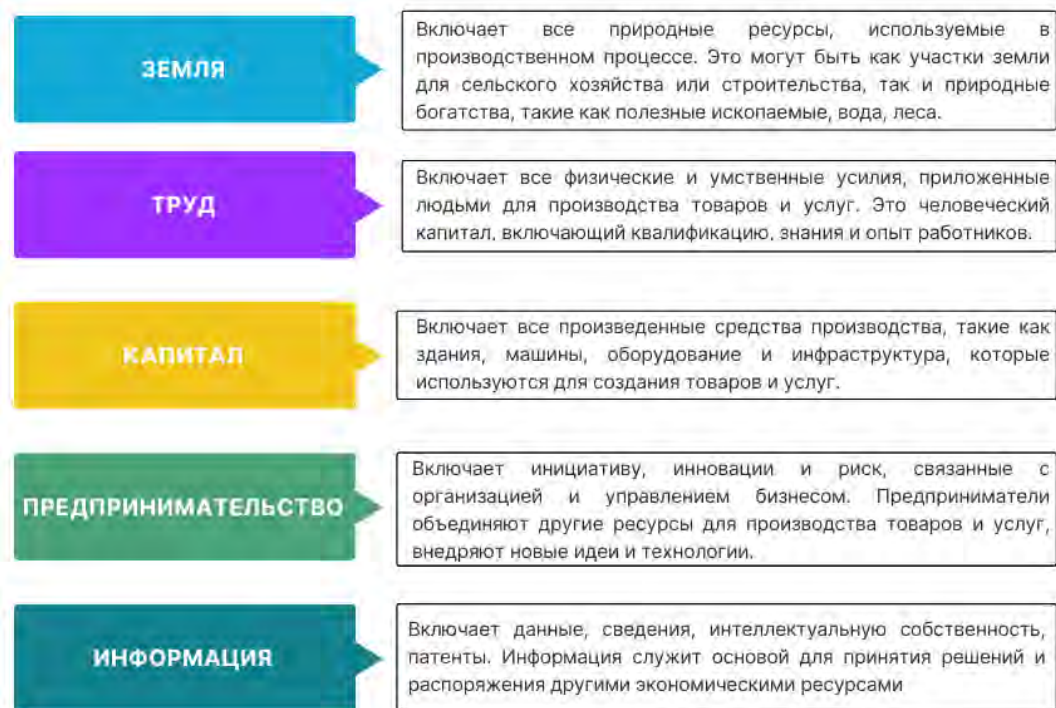 ЗЕМЛЯ
Включает все природные ресурсы, используемые в
производственном процессе. Это могут быть как участки земли
для сельского хозяйства или строительства, так и природные
богатства, такие как полезные ископаемые, вода, леса.
ТРУД
Включает все физические и умственные усилия, приложенные
людьми для производства товаров и услуг. Это человеческий
капитал, включающий квалификацию, знания и опыт работников.
КАПИТАЛ
Включает все произведенные средства производства, такие как
здания, машины, оборудование и инфраструктура, которые
используются для создания товаров и услуг.
ПРЕДПРИНИМАТЕЛЬСТВО
Включает инициативу, инновации и риск, связанные с
организацией и управлением бизнесом. Предприниматели
объединяют другие ресурсы для производства товаров и услуг,
внедряют новые идеи и технологии.
ИНФОРМАЦИЯ
Включает данные, сведения, интеллектуальную собственность,
патенты. Информация служит основой для принятия решений и
распоряжения другими экономическими ресурсами